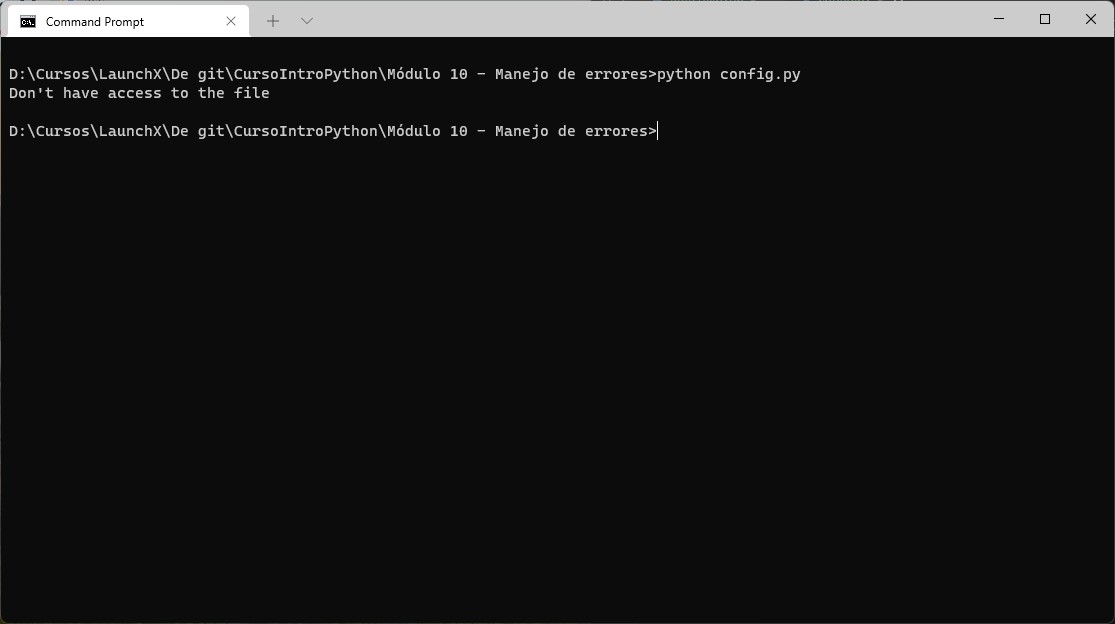 Command Prompt
D:\Cursos\LaunchX\De git\CursoIntroPython\Módulo 10 - Manejo de errores>python config.py
Don't have access to the file
D:\Cursos\LaunchX\De git\CursoIntroPython\Módulo 10 - Manejo de errores>